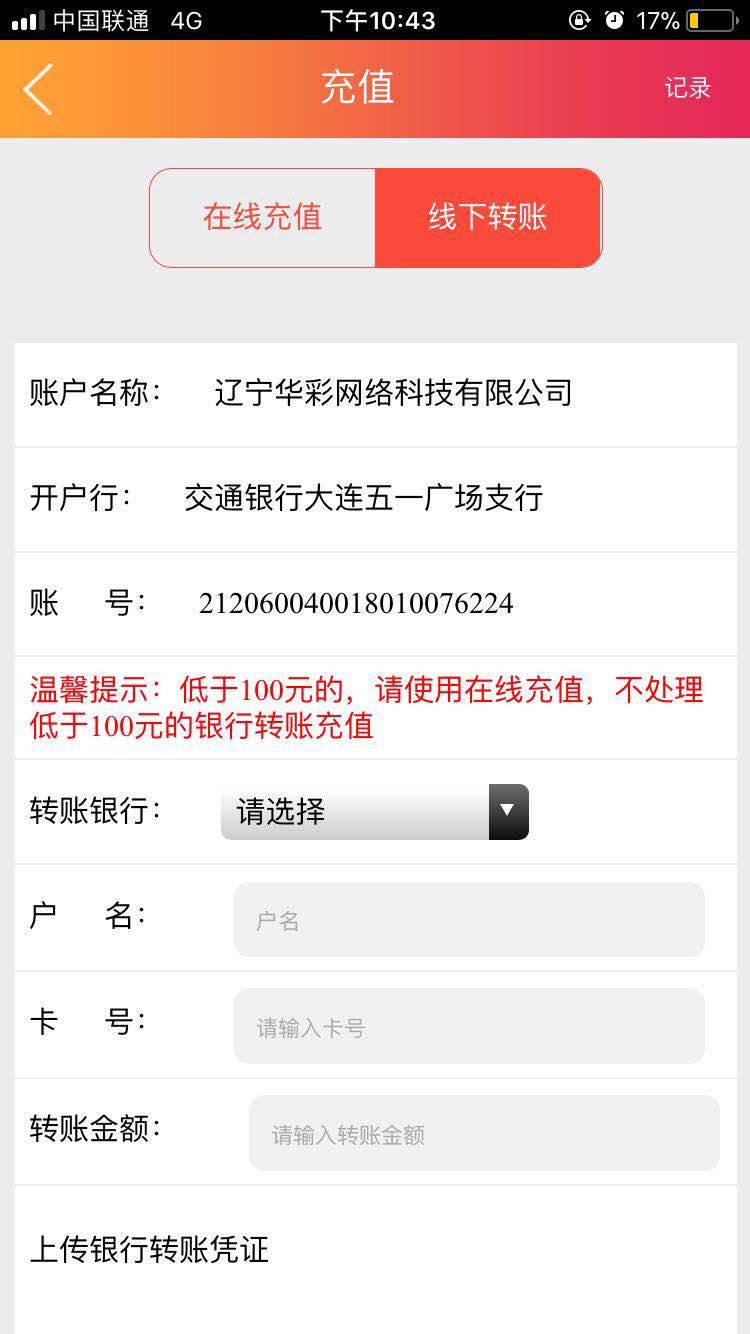 中国联通 4G 下午10:43 17%
充值 记录
在线充值 线下转账
账户名称： 辽宁华彩网络科技有限公司
开户行： 交通银行大连五一广场支行
账 号： 212060040018010076224
温馨提示：低于100元的，请使用在线充值，不处理
低于100元的银行转账充值
转账银行： 请选择
户 名： 户名
卡 号： 请输入卡号
转账金额： 请输入转账金额
上传银行转账凭证